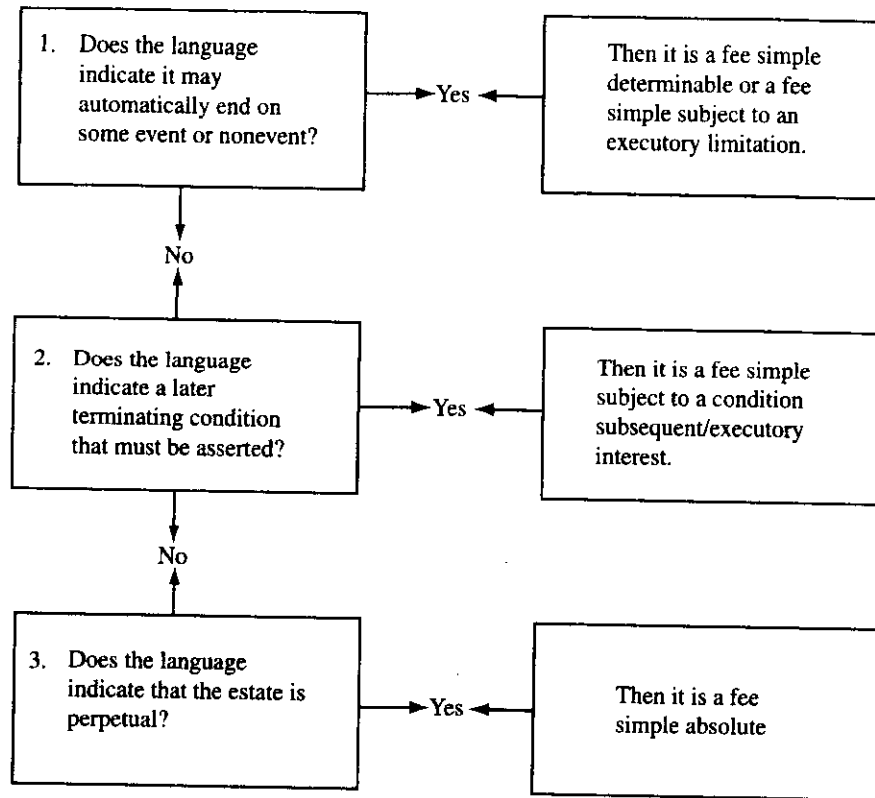 1. Does the language
indicate it may
automatically end on
some event or nonevent?
Yes
Then it is a fee simple
determinable or a fee
simple subject to an
executory limitation.
No
2. Does the language
indicate a later
terminating condition
that must be asserted?
Yes
Then it is a fee simple
subject to a condition
subsequent/executory
interest.
No
3. Does the language
indicate that the estate is
perpetual?
Yes
Then it is a fee
simple absolute